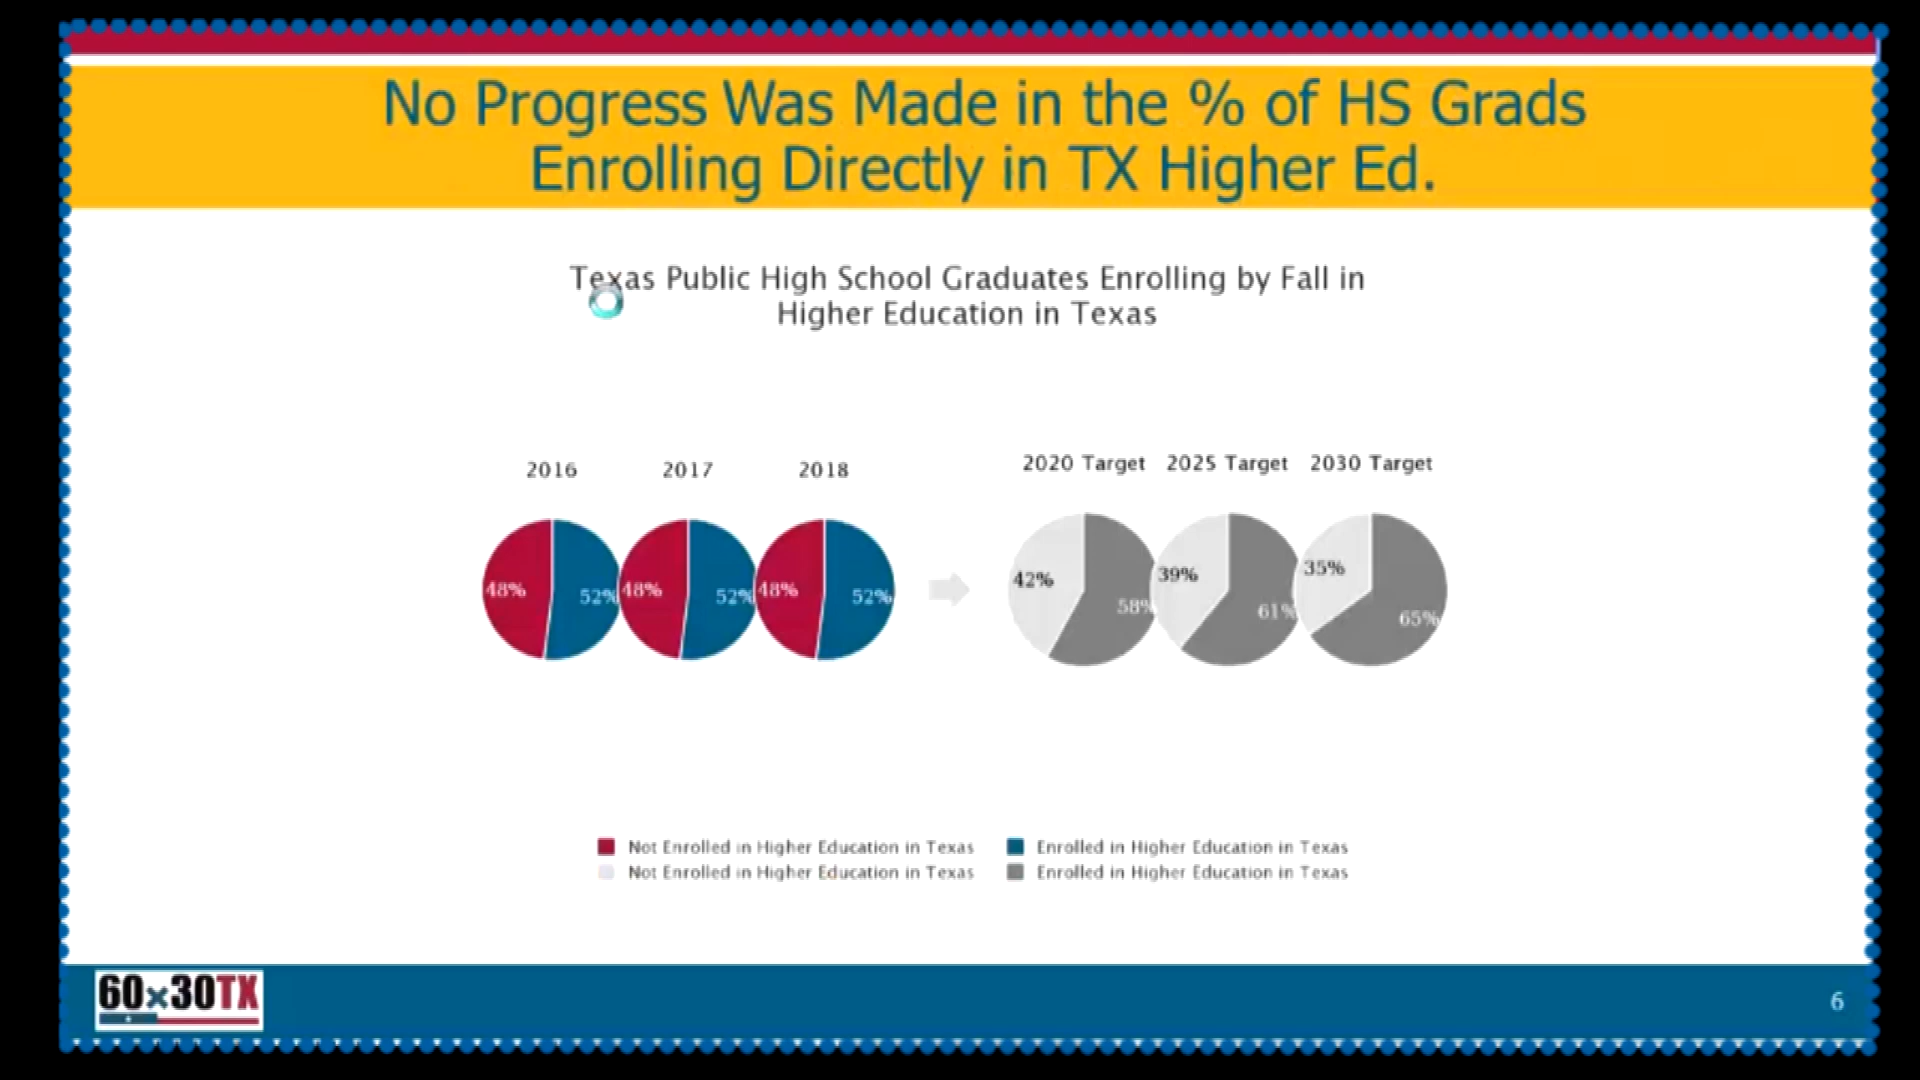 No Progress Was Made in the % of HS Grads
Enrolling Directly in TX Higher Ed.
Texas Public High School Graduates Enrolling by Fall in
Higher Education in Texas
2016 2017 2018 2020 Target 2025 Target 2030 Target
48% 52% 48% 52% 48% 52% 42% 58% 39% 61% 35% 65%
Not Enrolled in Higher Education in Texas Enrolled in Higher Education in Texas
Not Enrolled in Higher Education in Texas Enrolled in Higher Education in Texas
60x30TX
6